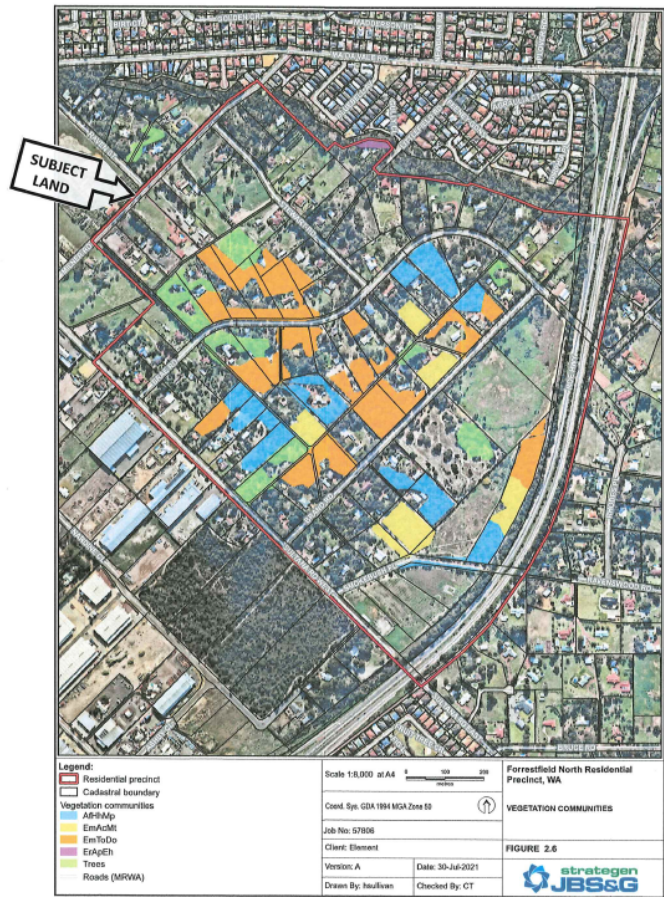 SUBJECT
LAND
Legend:
Residential precinct
Cadastral boundary
Vegetation communities
AfHhMp
EmAcMt
EmToDo
ErApEh
Trees
Roads (MRWA)
Scale 1:8,000 at A4
0 100 200
metres
Coord. Sys. GDA 1994 MGA Zone 50
Job No: 57806
Client: Element
Version: A
Date: 30-Jul-2021
Drawn By: hsullivan
Checked By: CT
Forrestfield North Residential
Precinct, WA
VEGETATION COMMUNITIES
FIGURE 2.6
strategen
JBS&G